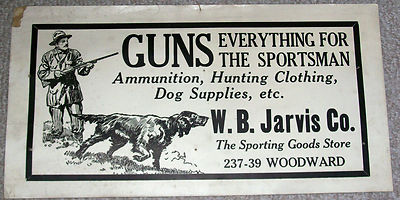 GUNS EVERYTHING FOR
THE SPORTSMAN
Ammunition, Hunting Clothing,
Dog Supplies, etc.
W. B. Jarvis Co.
The Sporting Goods Store
237-39 WOODWARD